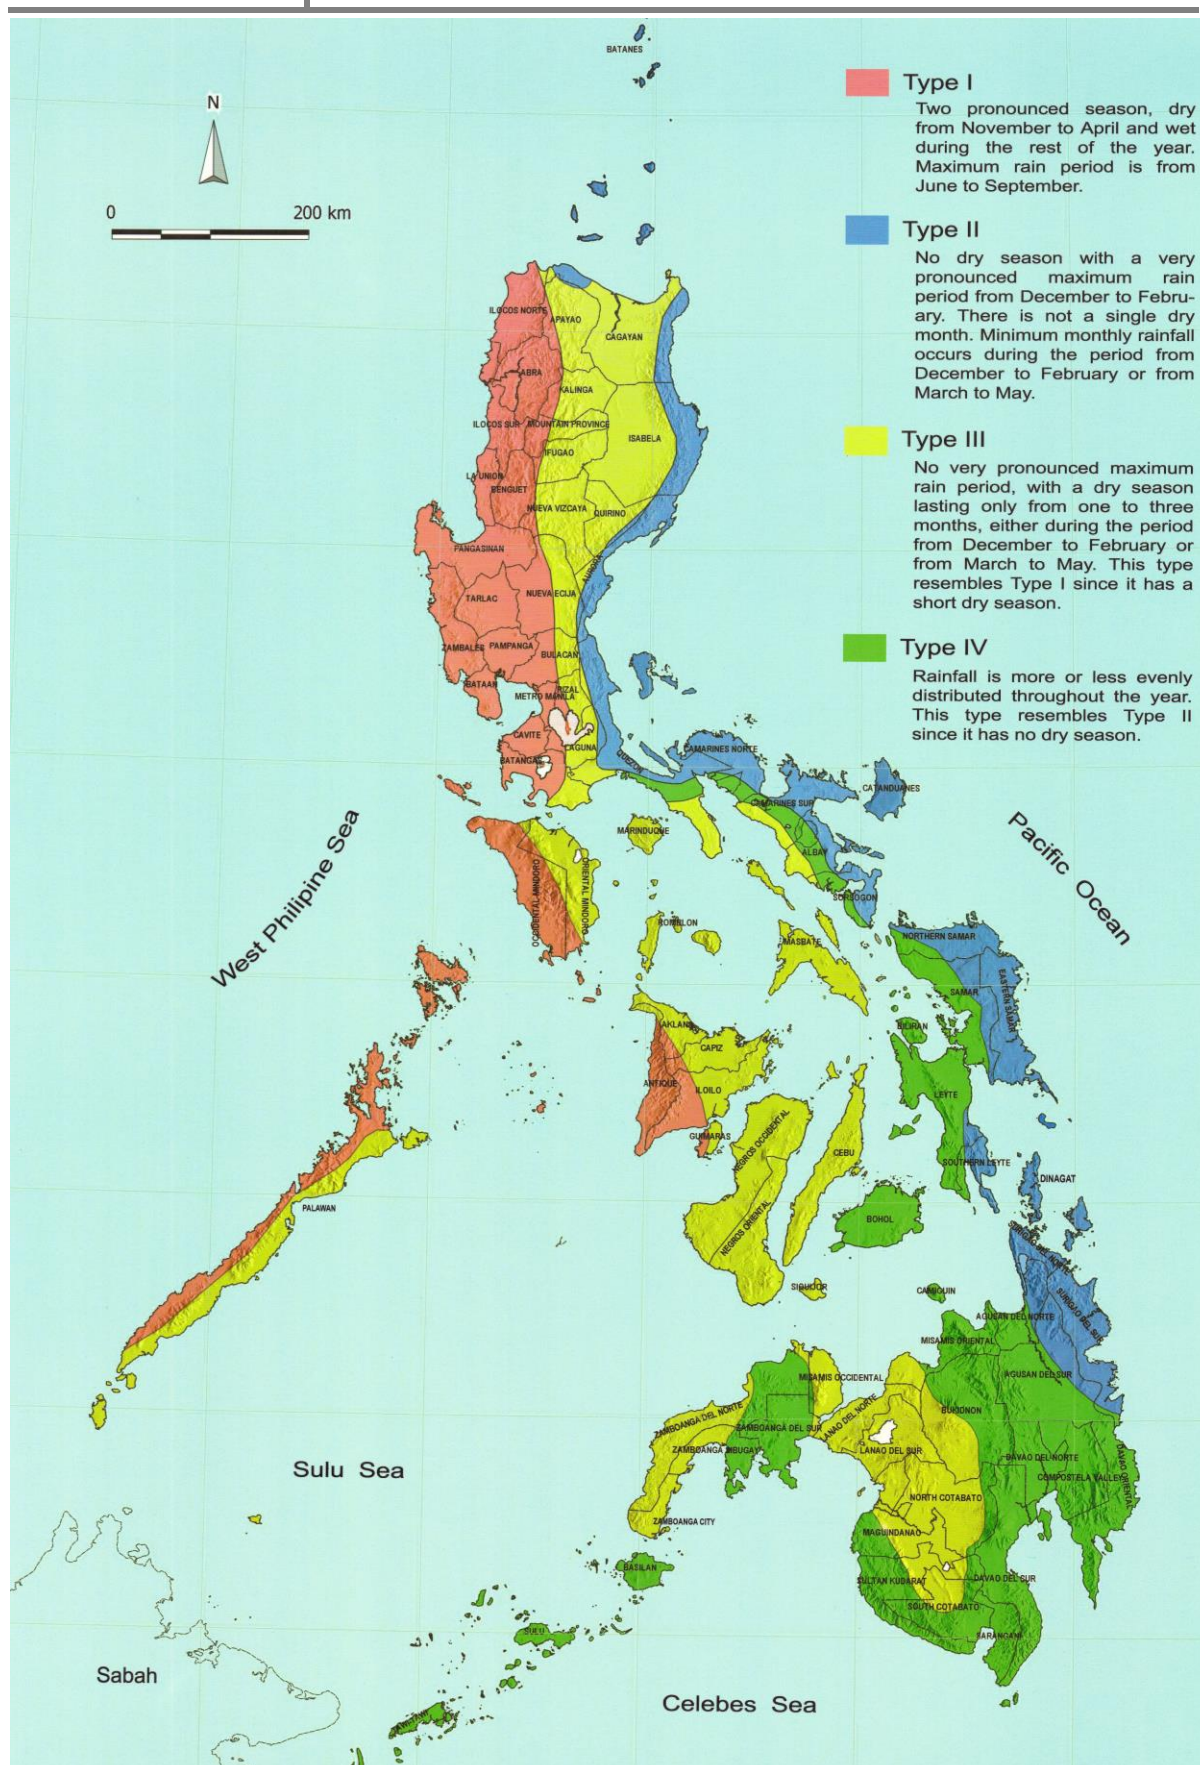 BATANES
N
0 200 km
Type I
Two pronounced season, dry
from November to April and wet
during the rest of the year.
Maximum rain period is from
June to September.
Type II
No dry season with a very
pronounced maximum rain
period from December to Febru-
ary. There is not a single dry
month. Minimum monthly rainfall
occurs during the period from
December to February or from
March to May.
Type III
No very pronounced maximum
rain period, with a dry season
lasting only from one to three
months, either during the period
from December to February or
from March to May. This type
resembles Type I since it has a
short dry season.
Type IV
Rainfall is more or less evenly
distributed throughout the year.
This type resembles Type II
since it has no dry season.
ILOCOS NORTE
APAYAO
CAGAYAN
ABRA
KALINGA
ILOCOS SUR
MOUNTAIN PROVINCE
ISABELA
IFUGAO
LA UNION
BENGUET
NUEVA VIZCAYA
QUIRINO
PANGASINAN
AURORA
TARLAC
NUEVA ECIJA
ZAMBALES
PAMPANGA
BULACAN
BATAAN
METRO MANILA
RIZAL
CAVITE
LAGUNA
BATANGAS
QUEZON
CAMARINES NORTE
CATANDUANES
CAMARINES SUR
MARINDUQUE
ALBAY
OCCIDENTAL MINDORO
ORIENTAL MINDORO
SORSOGON
ROMBLON
MASBATE
NORTHERN SAMAR
SAMAR
EASTERN SAMAR
West Philipine Sea
Pacific Ocean
AKLAN
CAPIZ
BILIRAN
ANTIQUE
ILOILO
LEYTE
GUIMARAS
NEGROS OCCIDENTAL
CEBU
SOUTHERN LEYTE
DINAGAT
PALAWAN
BOHOL
NEGROS ORIENTAL
SURIGAO DEL NORTE
SIQUIJOR
CAMIGUIN
SURIGAO DEL SUR
AGUSAN DEL NORTE
MISAMIS ORIENTAL
MISAMIS OCCIDENTAL
AGUSAN DEL SUR
ZAMBOANGA DEL NORTE
LANAO DEL NORTE
BUKIDNON
ZAMBOANGA DEL SUR
ZAMBOANGA SIBUGAY
LANAO DEL SUR
DAVAO DEL NORTE
COMPOSTELA VALLEY
DAVAO ORIENTAL
Sulu Sea
NORTH COTABATO
ZAMBOANGA CITY
MAGUINDANAO
BASILAN
SULTAN KUDARAT
DAVAO DEL SUR
SOUTH COTABATO
SULU
SARANGANI
Sabah
Celebes Sea